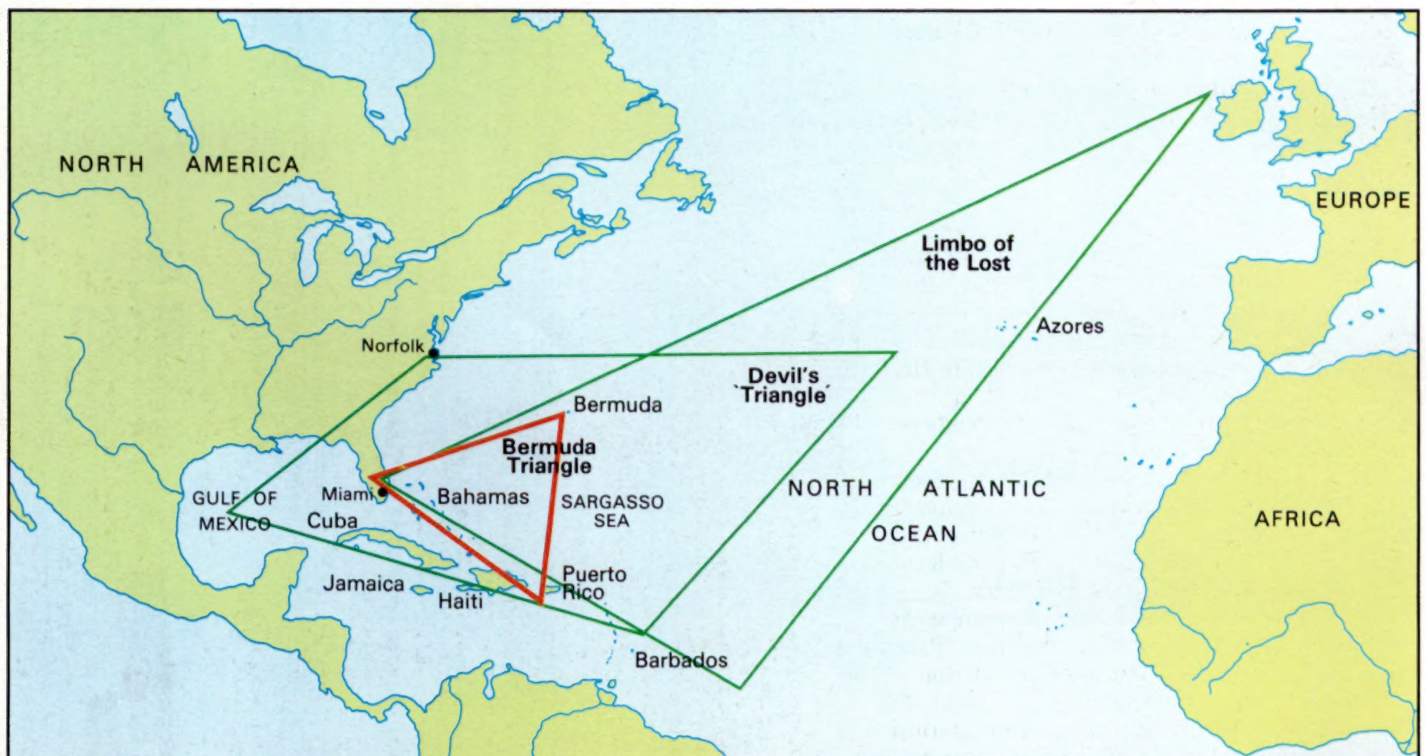 NORTH AMERICA
EUROPE
Limbo of
the Lost
Azores
Norfolk
Devil's
'Triangle'
Bermuda
Bermuda
Triangle
GULF OF
MEXICO
Miami
Bahamas
SARGASSO
SEA
NORTH ATLANTIC
OCEAN
AFRICA
Cuba
Jamaica
Haiti
Puerto
Rico
Barbados